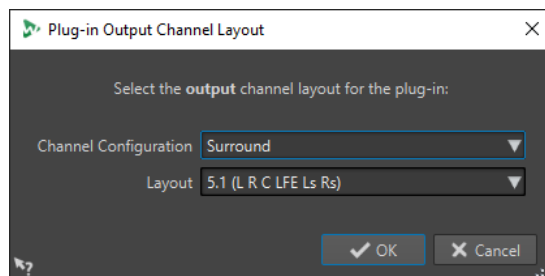 Plug-in Output Channel Layout
Select the output channel layout for the plug-in:
Channel Configuration Surround
Layout 5.1 (L R C LFE Ls Rs)
OK Cancel
?